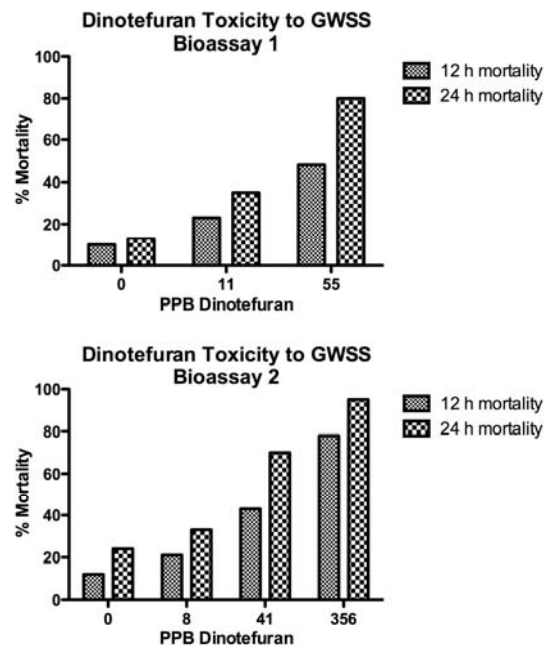 Dinotefuran Toxicity to GWSS
Bioassay 1
100
80
60
40
20
0
% Mortality
0 11 55
PPB Dinotefuran
12 h mortality
24 h mortality
Dinotefuran Toxicity to GWSS
Bioassay 2
100
80
60
40
20
0
% Mortality
0 8 41 356
PPB Dinotefuran
12 h mortality
24 h mortality